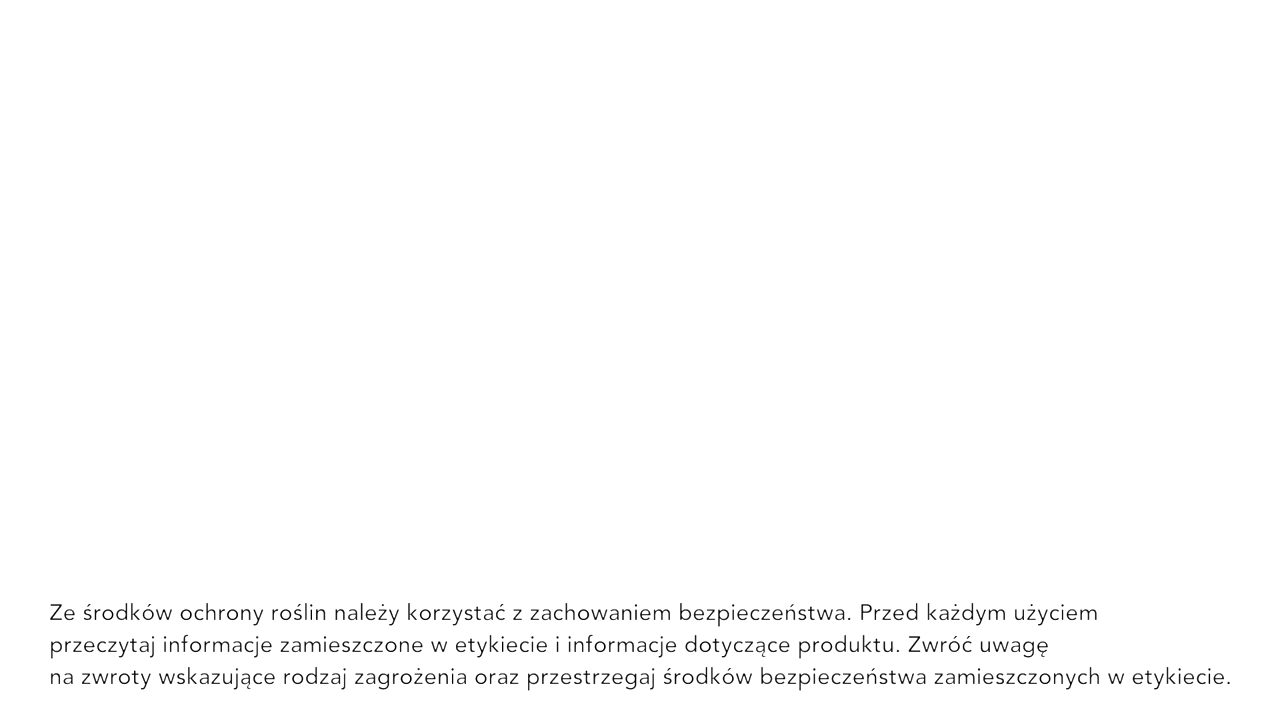 Ze środków ochrony roślin należy korzystać z zachowaniem bezpieczeństwa. Przed każdym użyciem
przeczytaj informacje zamieszczone w etykiecie i informacje dotyczące produktu. Zwróć uwagę
na zwroty wskazujące rodzaj zagrożenia oraz przestrzegaj środków bezpieczeństwa zamieszczonych w etykiecie.